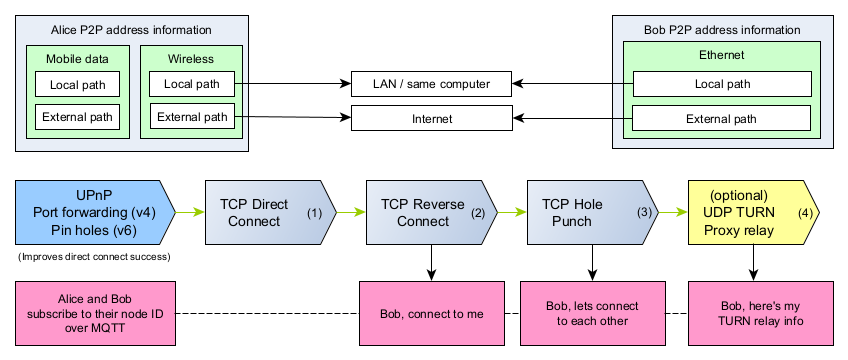 Alice P2P address information
Mobile data
Local path
External path
Wireless
Local path
External path
LAN / same computer
Internet
Bob P2P address information
Ethernet
Local path
External path
UPnP
Port forwarding (v4)
Pin holes (v6)
(Improves direct connect success)
TCP Direct
Connect
(1)
TCP Reverse
Connect
(2)
TCP Hole
Punch
(3)
(optional)
UDP TURN
Proxy relay
(4)
Alice and Bob
subscribe to their node ID
over MQTT
Bob, connect to me
Bob, lets connect
to each other
Bob, here's my
TURN relay info